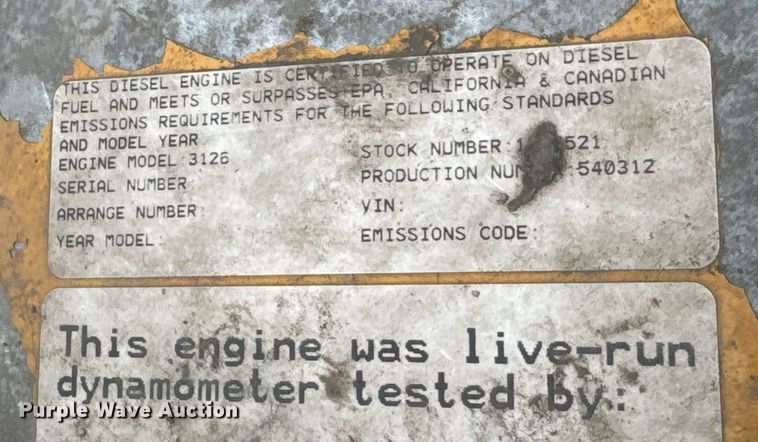 THIS DIESEL ENGINE IS CERTIFIED TO OPERATE ON DIESEL
FUEL AND MEETS OR SURPASSES EPA, CALIFORNIA & CANADIAN
EMISSIONS REQUIREMENTS FOR THE FOLLOWING STANDARDS
AND MODEL YEAR
ENGINE MODEL 3126
SERIAL NUMBER
ARRANGE NUMBER:
YEAR MODEL:
STOCK NUMBER:
PRODUCTION 540312
VIN:
EMISSIONS CODE:
This engine was live-run
dynamometer tested by:
Purple Wave Auction